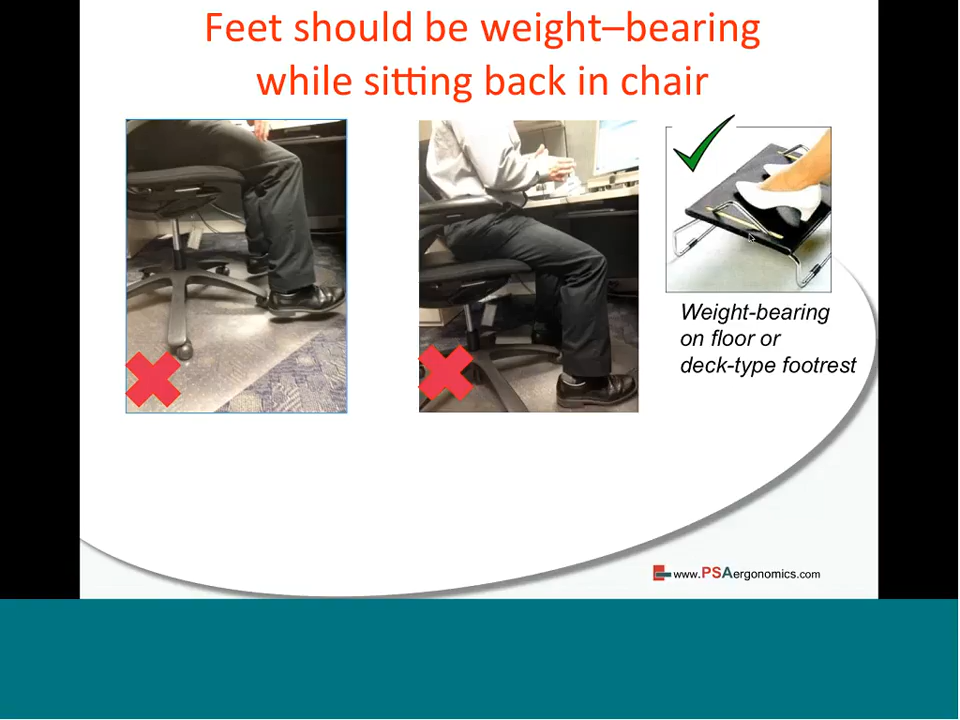 Feet should be weight–bearing
while sitting back in chair
Weight-bearing
on floor or
deck-type footrest
www.PSAergonomics.com